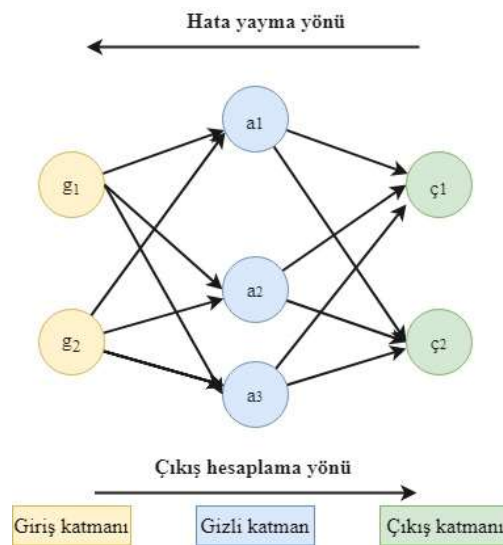 Hata yayma yönü
a1
g1
ç1
a2
g2
ç2
a3
Çıkış hesaplama yönü
Giriş katmanı
Gizli katman
Çıkış katmanı